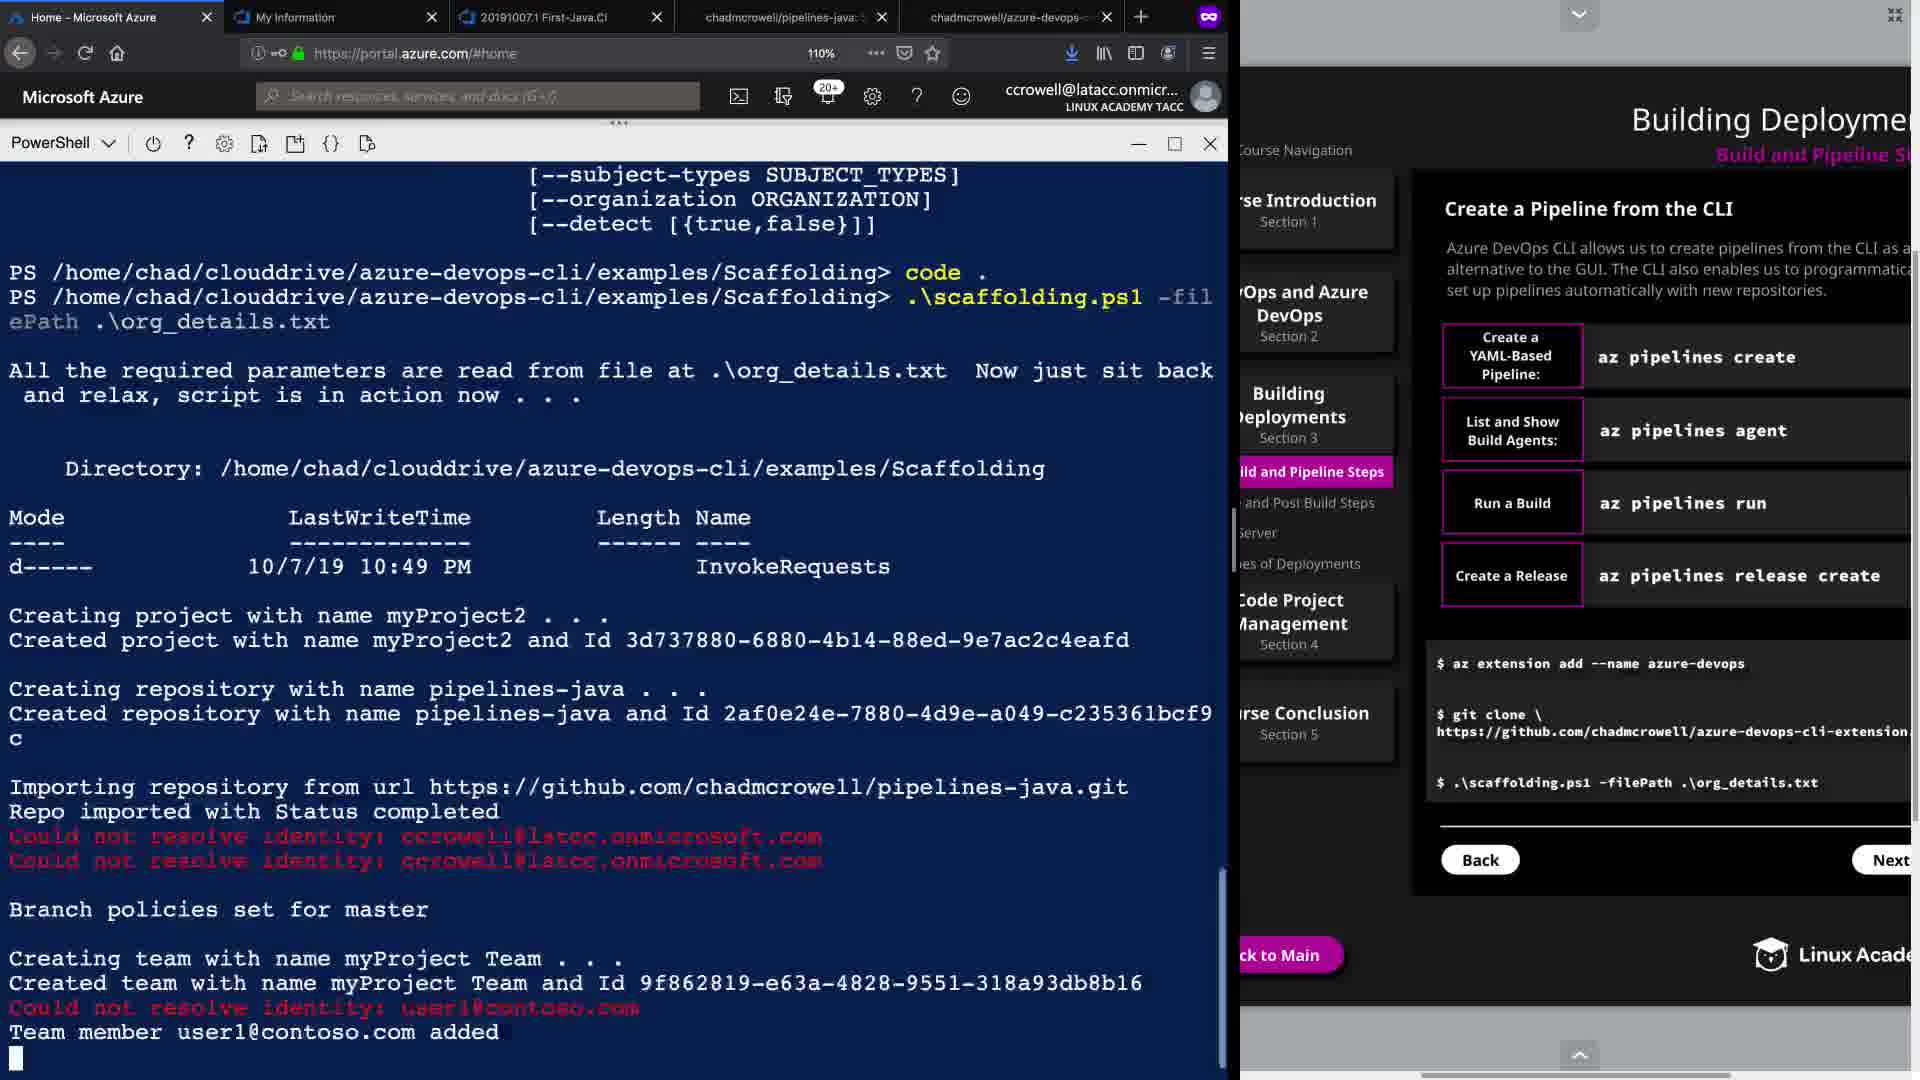 Home - Microsoft Azure
My Information
20191007.1 First-Java.CI
chadmcrowell/pipelines-java:
chadmcrowell/azure-devops-
https://portal.azure.com/#home
110%
Microsoft Azure
Search resources, services, and docs (G+/)
20+
ccrowell@latacc.onmicr...
LINUX ACADEMY TACC
PowerShell
[--subject-types SUBJECT_TYPES]
[--organization ORGANIZATION]
[--detect [{true,false}]]
PS /home/chad/clouddrive/azure-devops-cli/examples/Scaffolding> code .
PS /home/chad/clouddrive/azure-devops-cli/examples/Scaffolding> .\scaffolding.ps1 -fil
ePath .\org_details.txt
All the required parameters are read from file at .\org_details.txt  Now just sit back
and relax, script is in action now . . .
Directory: /home/chad/clouddrive/azure-devops-cli/examples/Scaffolding
Mode LastWriteTime Length Name
---- ------------- ------ ----
d----- 10/7/19 10:49 PM InvokeRequests
Creating project with name myProject2 . . .
Created project with name myProject2 and Id 3d737880-6880-4b14-88ed-9e7ac2c4eafd
Creating repository with name pipelines-java . . .
Created repository with name pipelines-java and Id 2af0e24e-7880-4d9e-a049-c235361bcf9
c
Importing repository from url https://github.com/chadmcrowell/pipelines-java.git
Repo imported with Status completed
Could not resolve identity: ccrowell@latcc.onmicrosoft.com
Could not resolve identity: ccrowell@latcc.onmicrosoft.com
Branch policies set for master
Creating team with name myProject Team . . .
Created team with name myProject Team and Id 9f862819-e63a-4828-9551-318a93db8b16
Could not resolve identity: user1@contoso.com
Team member user1@contoso.com added
Course Navigation
rse Introduction
Section 1
Ops and Azure
DevOps
Section 2
Building
Deployments
Section 3
ild and Pipeline Steps
and Post Build Steps
Server
es of Deployments
Code Project
Management
Section 4
urse Conclusion
Section 5
ck to Main
Building Deployme
Build and Pipeline S
Create a Pipeline from the CLI
Azure DevOps CLI allows us to create pipelines from the CLI as a
alternative to the GUI. The CLI also enables us to programmatica
set up pipelines automatically with new repositories.
Create a
YAML-Based
Pipeline:
az pipelines create
List and Show
Build Agents:
az pipelines agent
Run a Build
az pipelines run
Create a Release
az pipelines release create
$ az extension add --name azure-devops
$ git clone \
https://github.com/chadmcrowell/azure-devops-cli-extension.
$ .\scaffolding.ps1 -filePath .\org_details.txt
Back
Next
Linux Acade